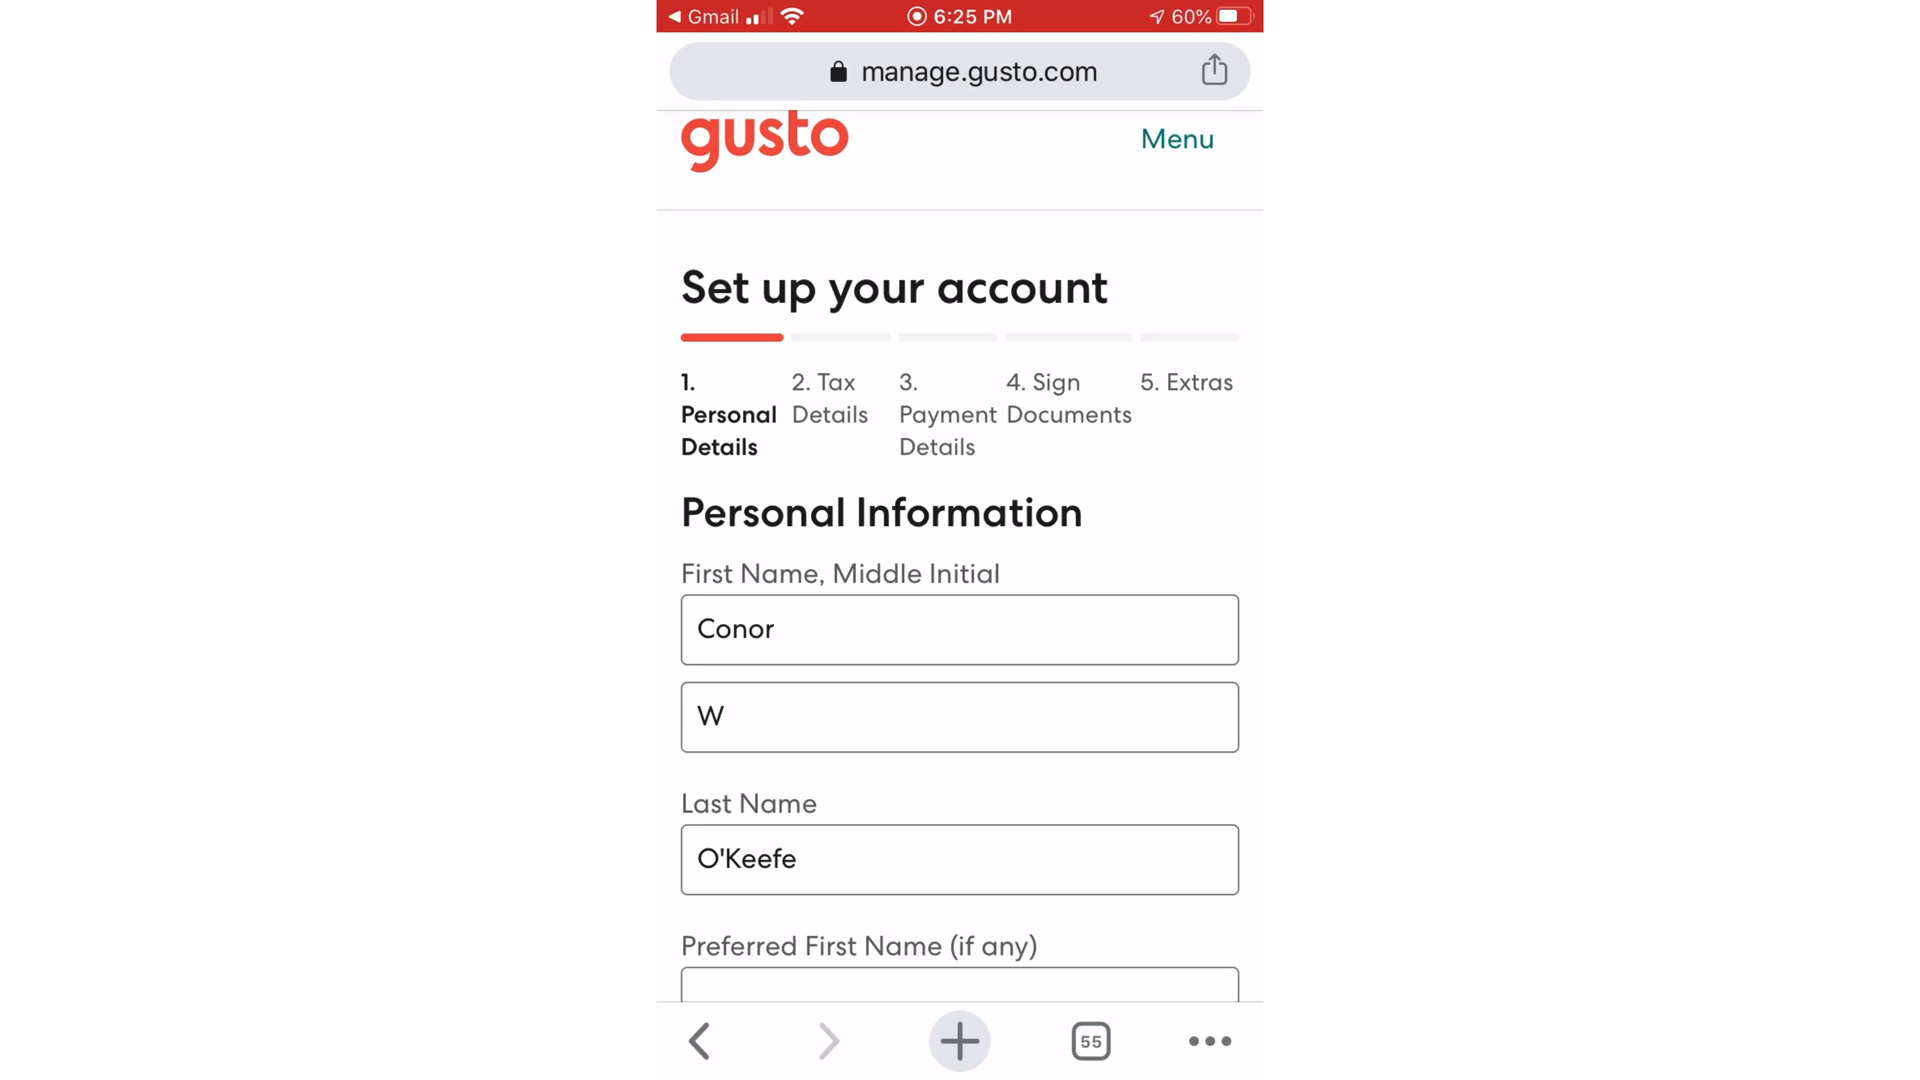 Gmail 6:25 PM 60%
manage.gusto.com
gusto Menu
Set up your account
1. Personal Details
2. Tax Details
3. Payment Details
4. Sign Documents
5. Extras
Personal Information
First Name, Middle Initial
Conor
W
Last Name
O'Keefe
Preferred First Name (if any)
55